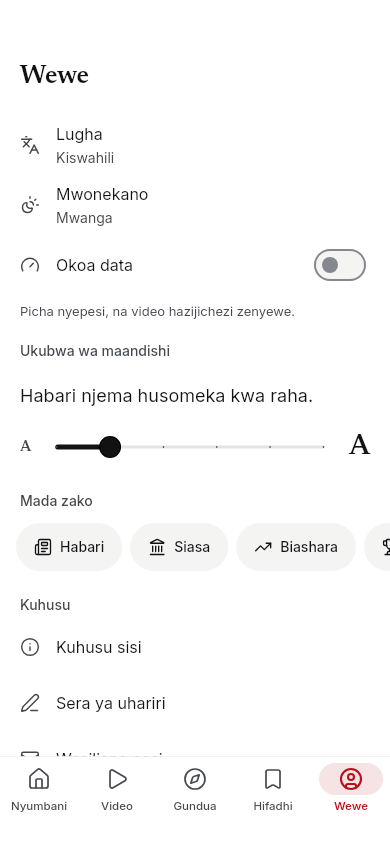 Wewe
Lugha
Kiswahili
Mwonekano
Mwanga
Okoa data
Picha nyepesi, na video hazijichezi zenyewe.
Ukubwa wa maandishi
Habari njema husomeka kwa raha.
A A
Mada zako
Habari Siasa Biashara
Kuhusu
Kuhusu sisi
Sera ya uhariri
Nyumbani Video Gundua Hifadhi Wewe